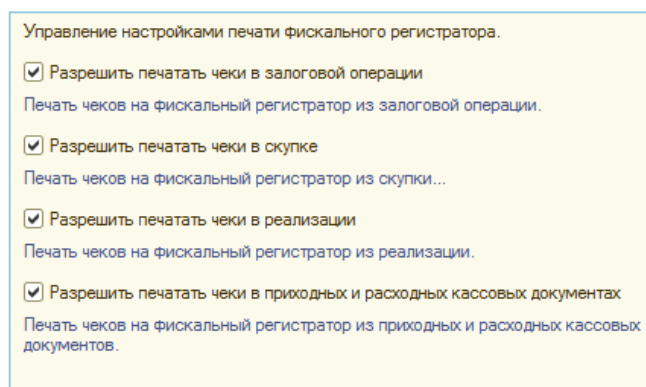 Управление настройками печати фискального регистратора.
Разрешить печатать чеки в залоговой операции
Печать чеков на фискальный регистратор из залоговой операции.
Разрешить печатать чеки в скупке
Печать чеков на фискальный регистратор из скупки...
Разрешить печатать чеки в реализации
Печать чеков на фискальный регистратор из реализации.
Разрешить печатать чеки в приходных и расходных кассовых документах
Печать чеков на фискальный регистратор из приходных и расходных кассовых
документов.